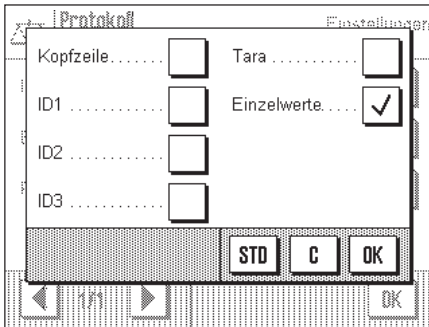 Protokoll Einstellungen
Kopfzeile........ Tara ............
ID1 ............. Einzelwerte.....
ID2 .............
ID3 .............
STD C OK
1/1 OK